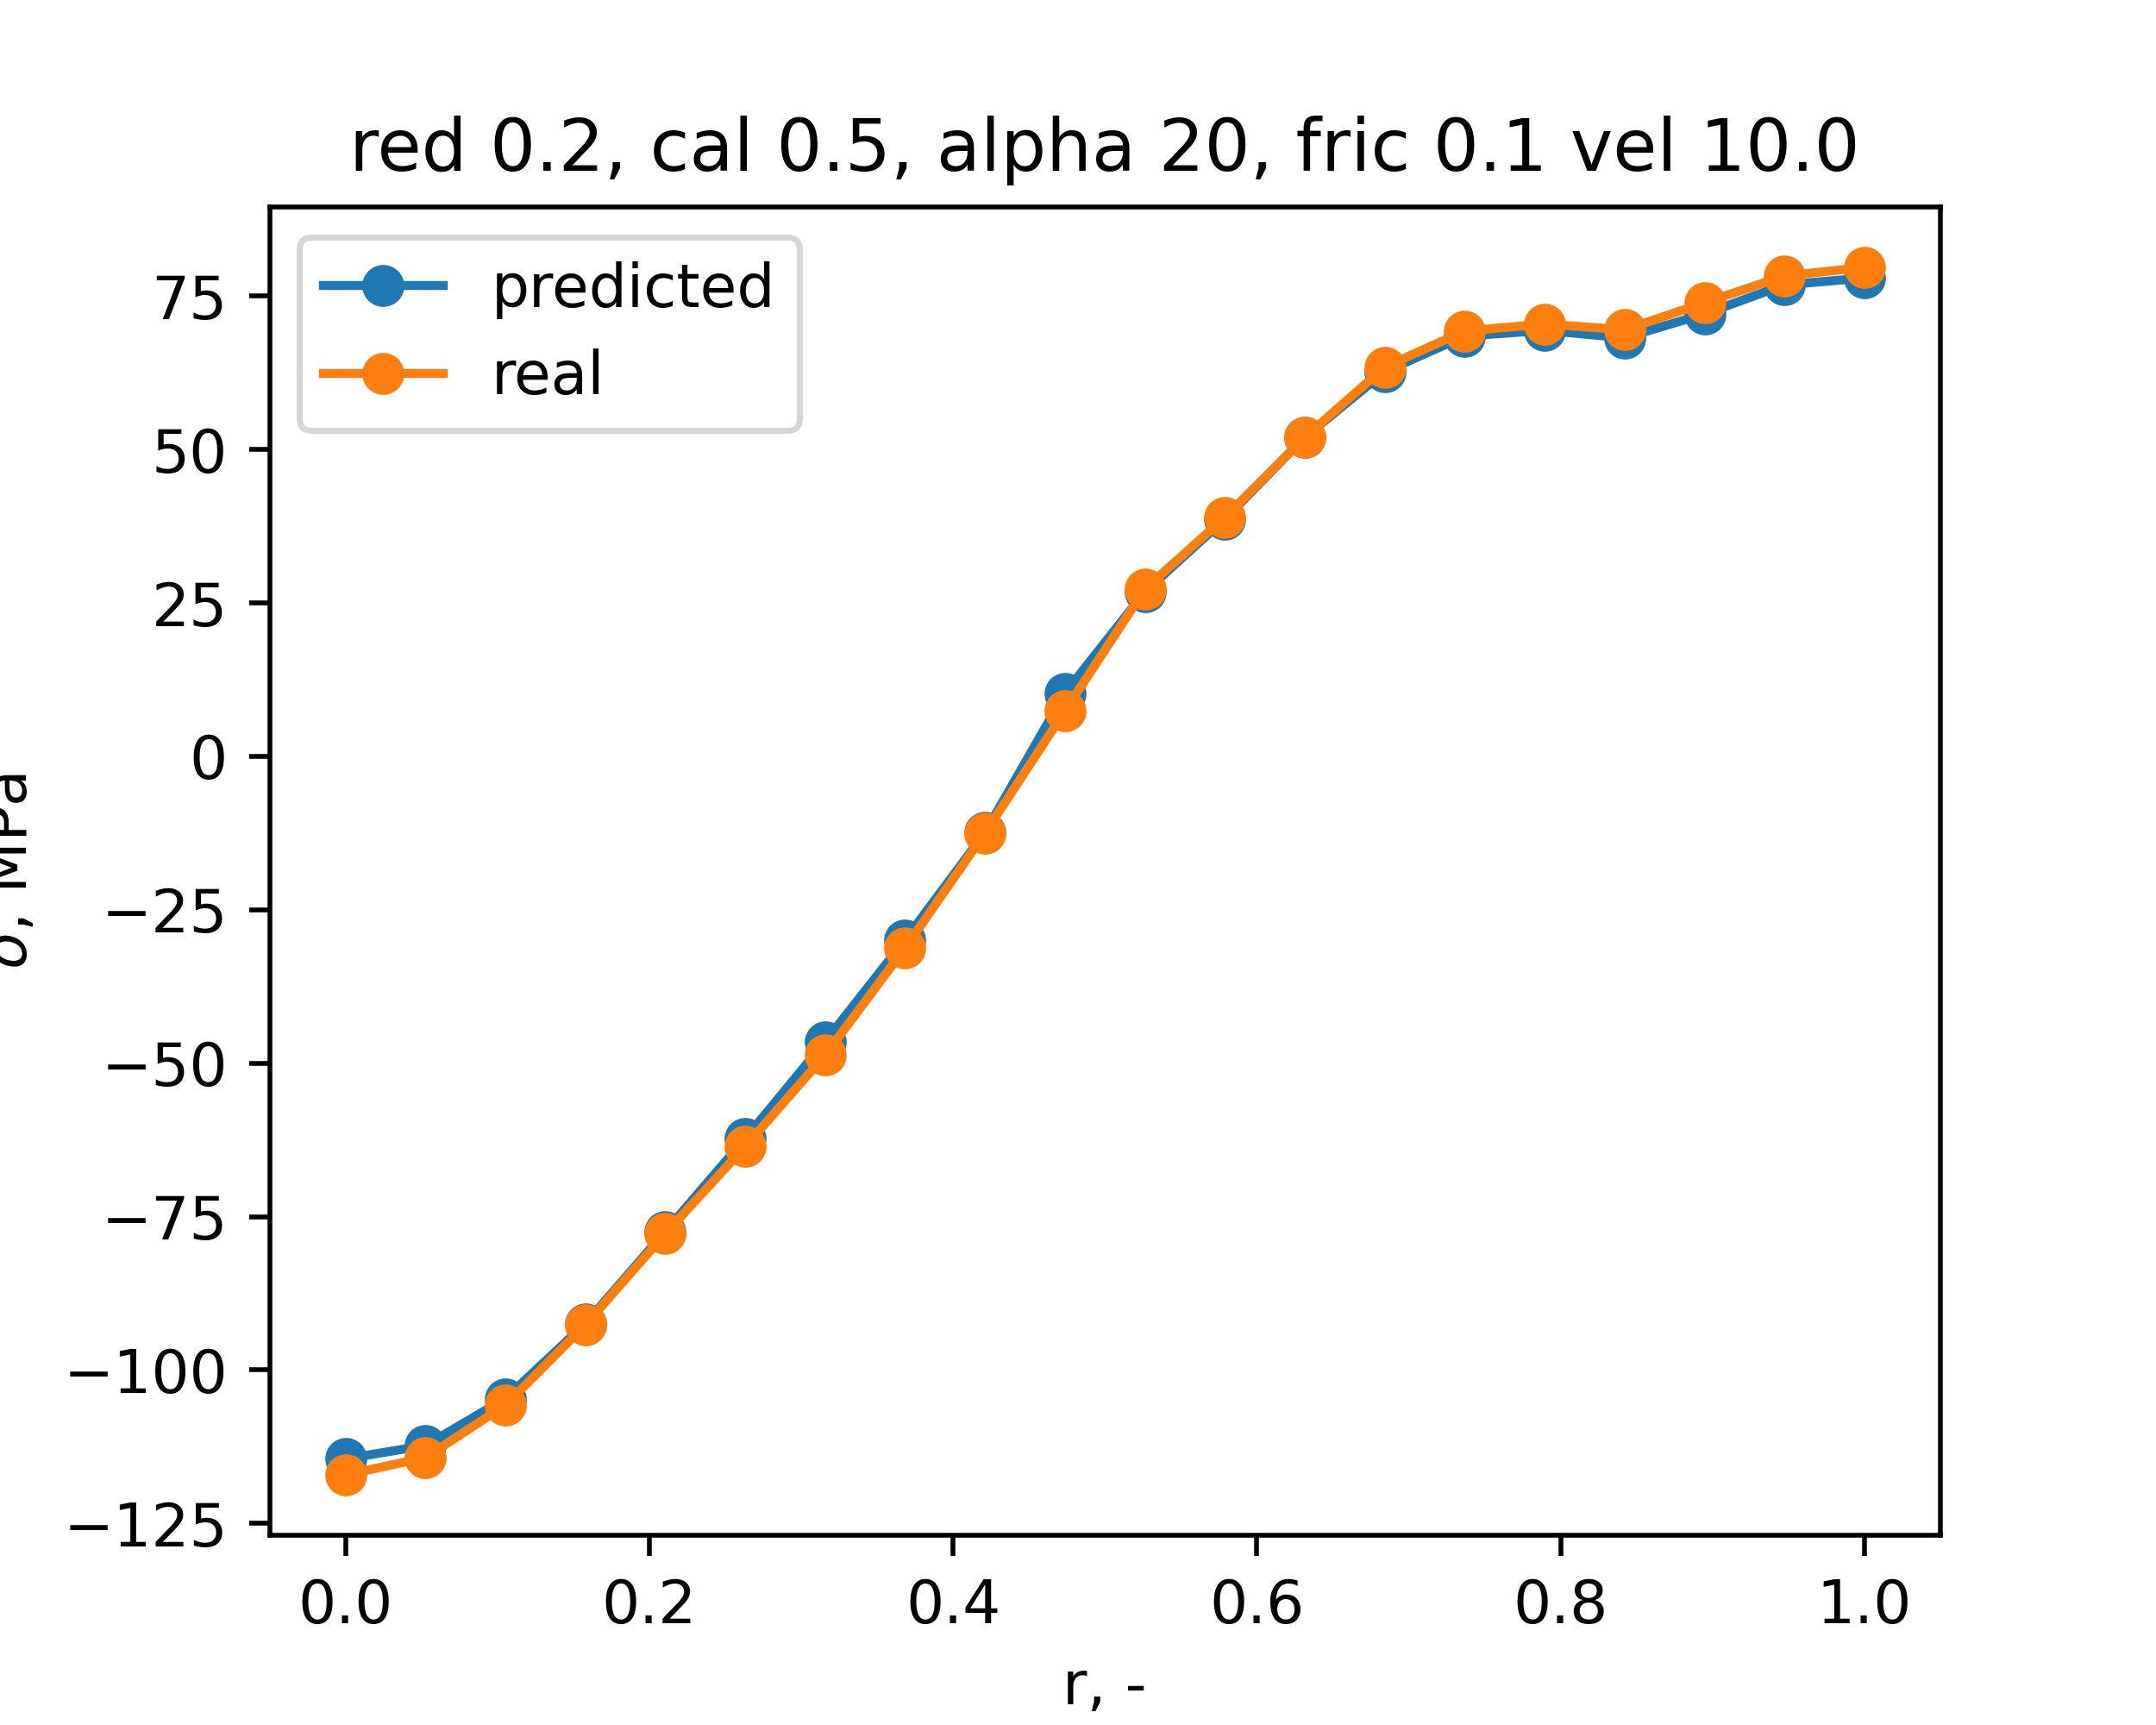 red 0.2, cal 0.5, alpha 20, fric 0.1 vel 10.0
predicted
real
75
50
25
0
−25
−50
−75
−100
−125
σ, MPa
0.0 0.2 0.4 0.6 0.8 1.0
r, -